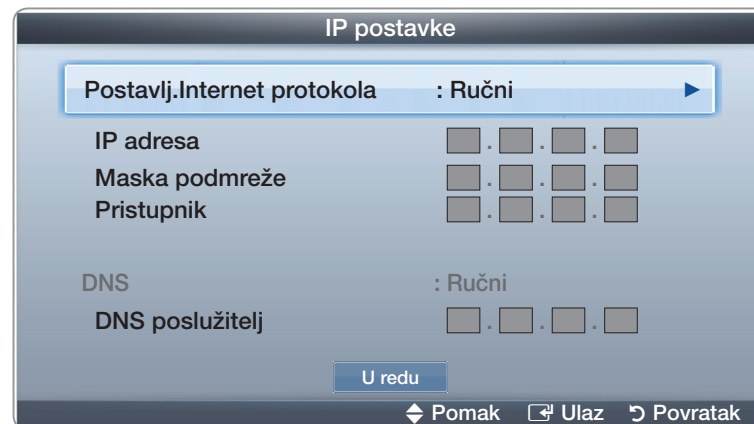 IP postavke
Postavlj.Internet protokola : Ručni
IP adresa . . .
Maska podmreže . . .
Pristupnik . . .
DNS : Ručni
DNS poslužitelj . . .
U redu
Pomak Ulaz Povratak